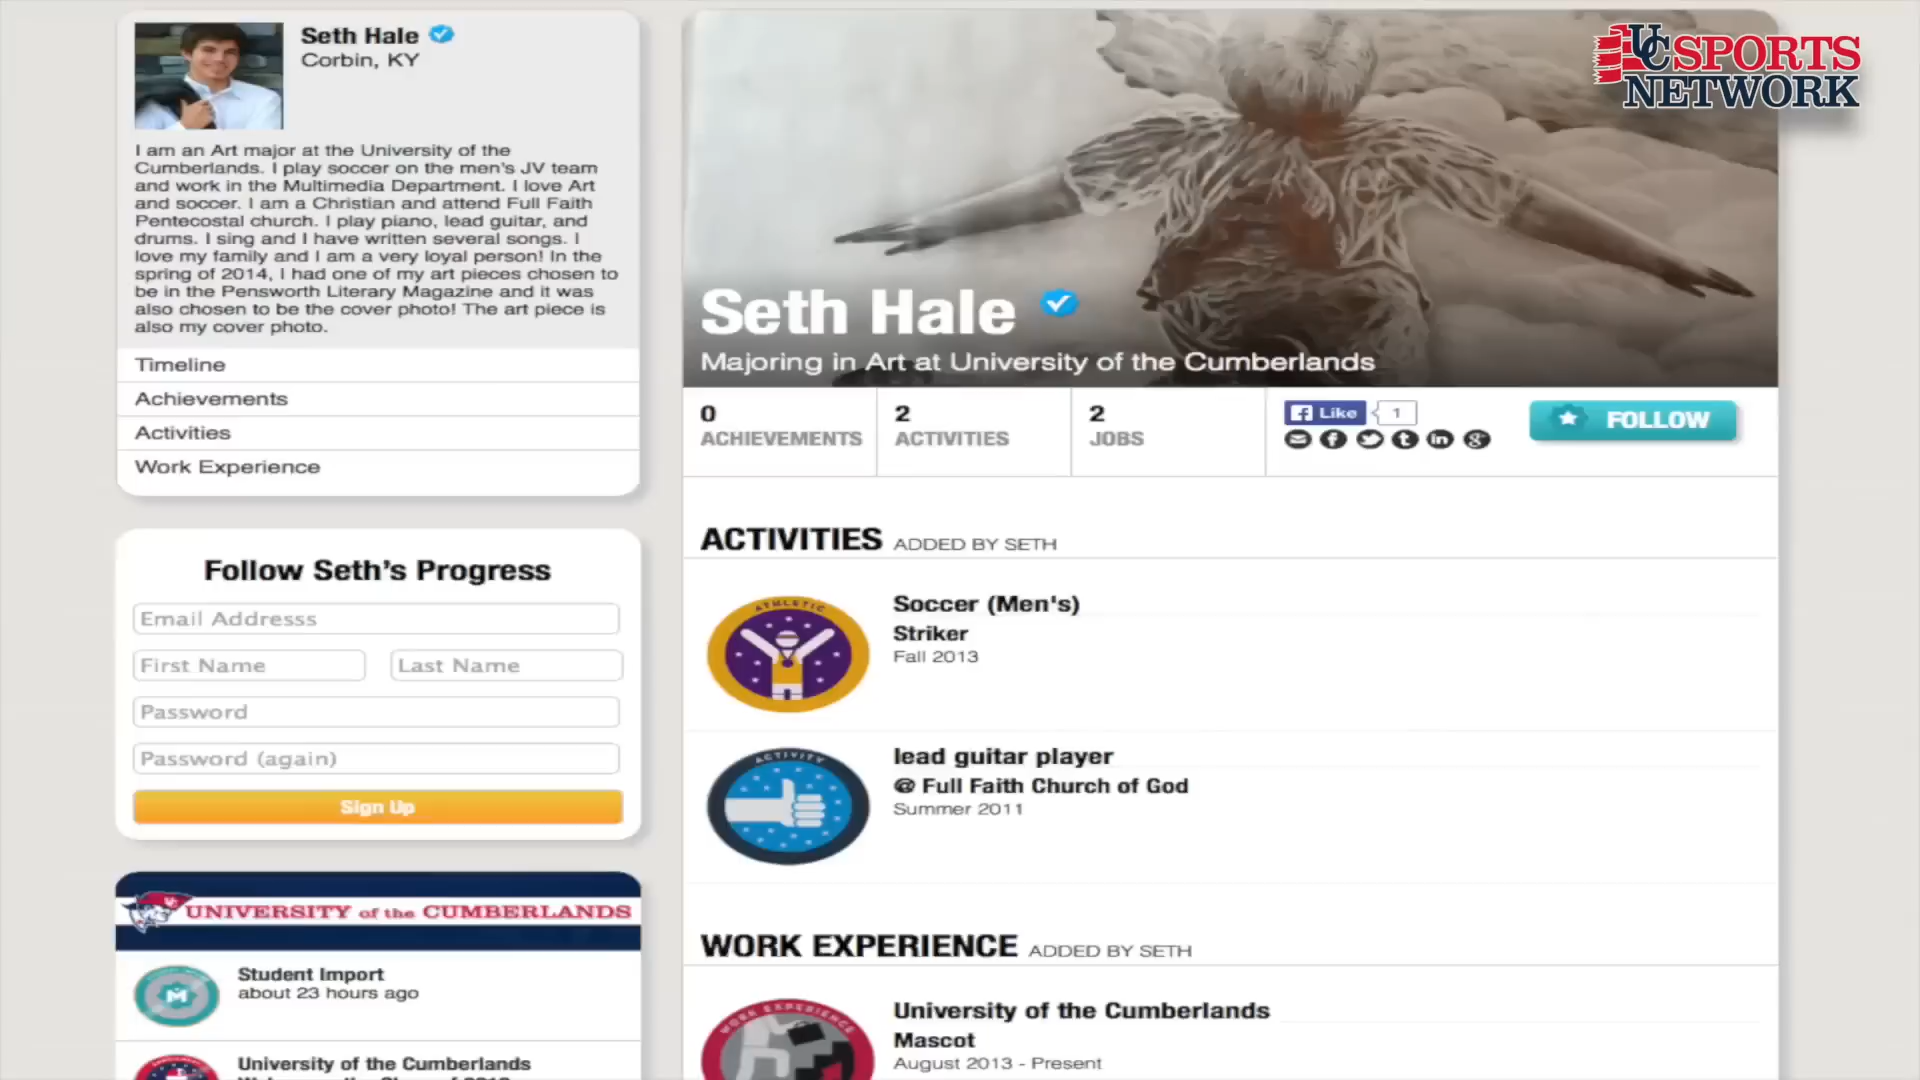 Seth Hale
Corbin, KY
I am an Art major at the University of the
Cumberlands. I play soccer on the men's JV team
and work in the Multimedia Department. I love Art
and soccer. I am a Christian and attend Full Faith
Pentecostal church. I play piano, lead guitar, and
drums. I sing and I have written several songs. I
love my family and I am a very loyal person! In the
spring of 2014, I had one of my art pieces chosen to
be in the Pensworth Literary Magazine and it was
also chosen to be the cover photo! The art piece is
also my cover photo.
Timeline
Achievements
Activities
Work Experience
Follow Seth's Progress
Email Addresss
First Name
Last Name
Password
Password (again)
Sign Up
UC
UNIVERSITY of the CUMBERLANDS
M
Student Import
about 23 hours ago
University of the Cumberlands
UC SPORTS
NETWORK
Seth Hale
Majoring in Art at University of the Cumberlands
0
ACHIEVEMENTS
2
ACTIVITIES
2
JOBS
Like
1
FOLLOW
ACTIVITIES ADDED BY SETH
ATHLETIC
Soccer (Men's)
Striker
Fall 2013
ACTIVITY
lead guitar player
@ Full Faith Church of God
Summer 2011
WORK EXPERIENCE ADDED BY SETH
WORK EXPERIENCE
University of the Cumberlands
Mascot
August 2013 - Present